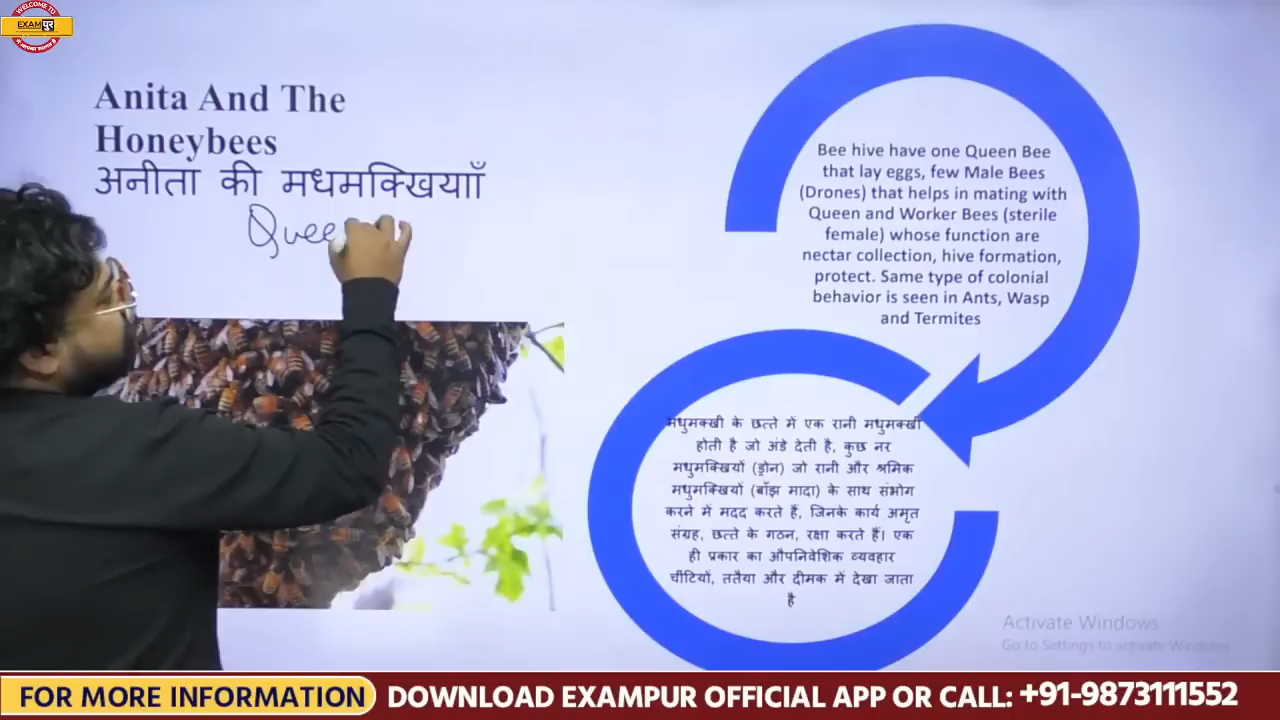 WELCOME TO
EXAMपुर
Anita And The
Honeybees
अनीता की मधमक्खियााँ
Quee
Bee hive have one Queen Bee
that lay eggs, few Male Bees
(Drones) that helps in mating with
Queen and Worker Bees (sterile
female) whose function are
nectar collection, hive formation,
protect. Same type of colonial
behavior is seen in Ants, Wasp
and Termites
मधुमक्खी के छत्ते में एक रानी मधुमक्खी
होती है जो अंडे देती है, कुछ नर
मधुमक्खियों (ड्रोन) जो रानी और श्रमिक
मधुमक्खियों (बाँझ मादा) के साथ संभोग
करने में मदद करते हैं, जिनके कार्य अमृत
संग्रह, छत्ते के गठन, रक्षा करते हैं। एक
ही प्रकार का औपनिवेशिक व्यवहार
चींटियों, ततैया और दीमक में देखा जाता
है
Activate Windows
Go to Settings to activate Windows.
FOR MORE INFORMATION DOWNLOAD EXAMPUR OFFICIAL APP OR CALL: +91-9873111552